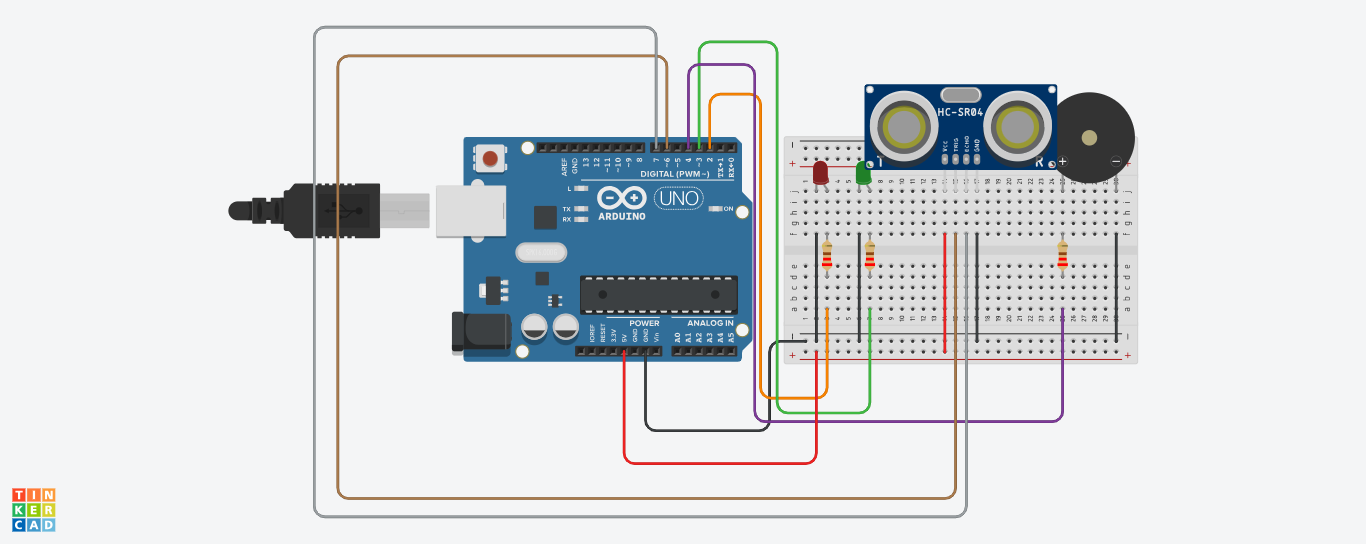 HC-SR04
VCC
TRIG
ECHO
GND
T
R
+
AREF
GND
13
12
~11
~10
~9
8
7
~6
~5
4
~3
2
TX→1
RX←0
DIGITAL (PWM ~)
L
TX
RX
ARDUINO
UNO
ON
POWER
ANALOG IN
IOREF
RESET
3.3V
5V
GND
GND
Vin
A0
A1
A2
A3
A4
A5
j
i
h
g
f
e
d
c
b
a
TIN
KER
CAD